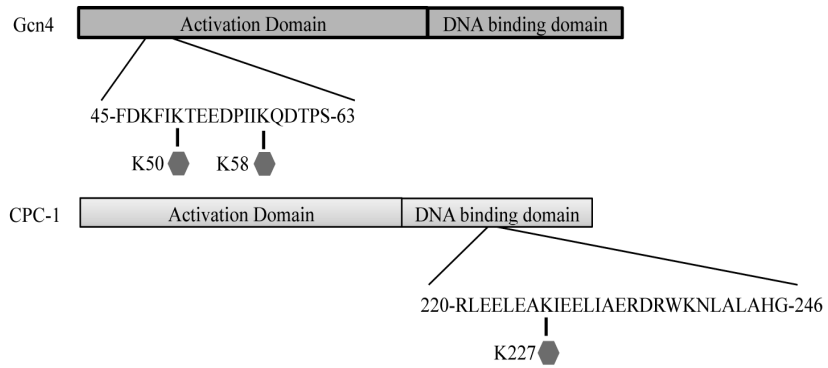 Gcn4
Activation Domain
DNA binding domain
45-FDKFIKTEEDPIIKQDTPS-63
K50
K58
CPC-1
Activation Domain
DNA binding domain
220-RLEELEAKIEELIAERDRWKNLALAHG-246
K227